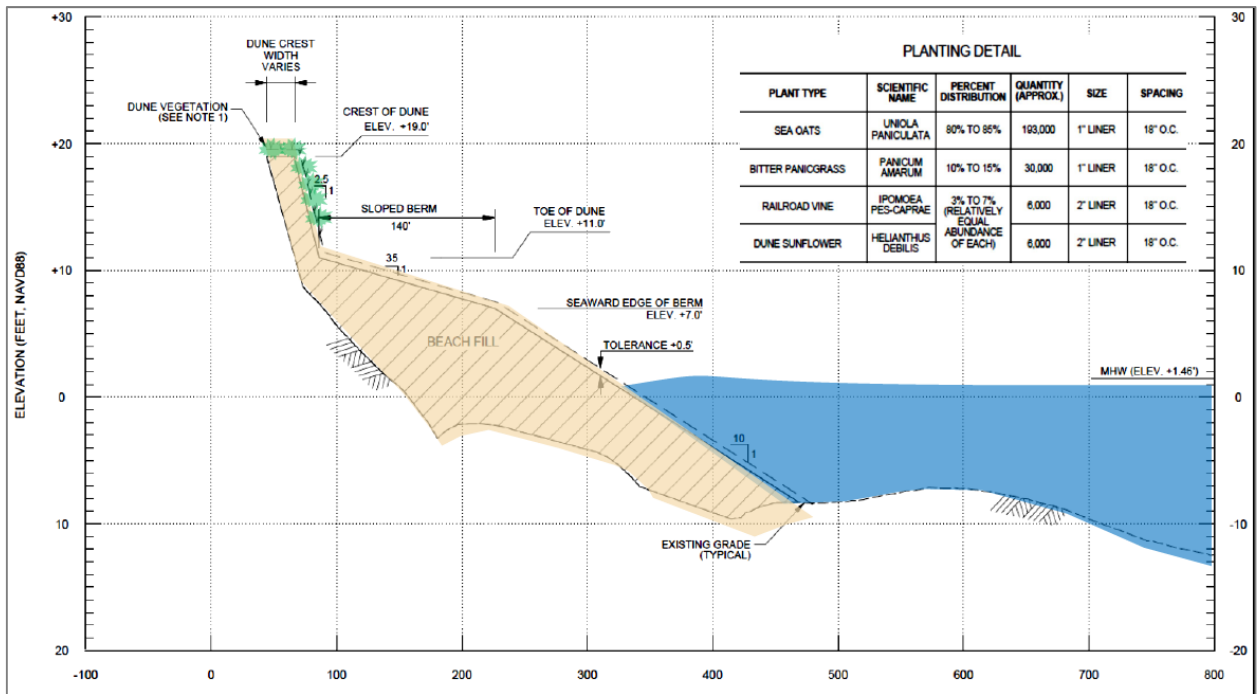 +30
30
DUNE CREST
WIDTH
VARIES
DUNE VEGETATION
(SEE NOTE 1)
CREST OF DUNE
ELEV. +19.0'
PLANTING DETAIL
PLANT TYPE SCIENTIFIC NAME PERCENT DISTRIBUTION QUANTITY (APPROX.) SIZE SPACING
SEA OATS UNIOLA PANICULATA 80% TO 85% 193,000 1" LINER 18" O.C.
BITTER PANICGRASS PANICUM AMARUM 10% TO 15% 30,000 1" LINER 18" O.C.
RAILROAD VINE IPOMOEA PES-CAPRAE 3% TO 7% (RELATIVELY EQUAL ABUNDANCE OF EACH) 6,000 2" LINER 18" O.C.
DUNE SUNFLOWER HELIANTHUS DEBILIS 6,000 2" LINER 18" O.C.
+20
20
2.5
1
SLOPED BERM
140'
TOE OF DUNE
ELEV. +11.0'
35
1
+10
10
SEAWARD EDGE OF BERM
ELEV. +7.0'
BEACH FILL
TOLERANCE +0.5'
MHW (ELEV. +1.46')
ELEVATION (FEET, NAVD88)
0
0
10
1
10
-10
EXISTING GRADE
(TYPICAL)
20
-20
-100 0 100 200 300 400 500 600 700 800